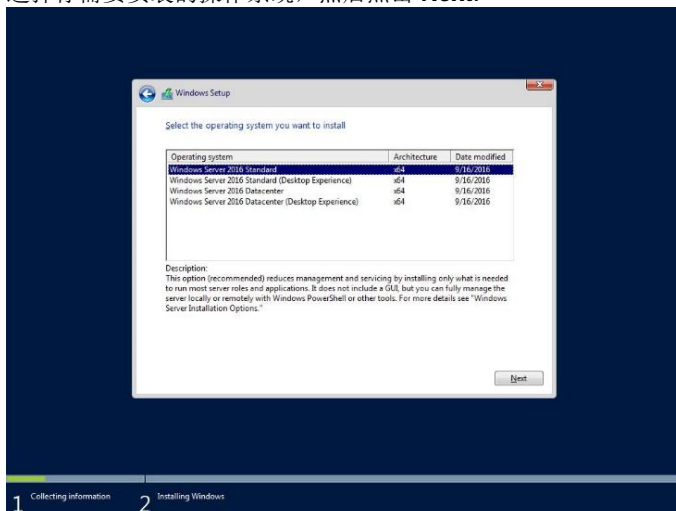 Windows Setup
Select the operating system you want to install
Operating system Architecture Date modified
Windows Server 2016 Standard x64 9/16/2016
Windows Server 2016 Standard (Desktop Experience) x64 9/16/2016
Windows Server 2016 Datacenter x64 9/16/2016
Windows Server 2016 Datacenter (Desktop Experience) x64 9/16/2016
Description:
This option (recommended) reduces management and servicing by installing only what is needed
to run most server roles and applications. It does not include a GUI, but you can fully manage the
server locally or remotely with Windows PowerShell or other tools. For more details see "Windows
Server Installation Options."
Next
1 Collecting information 2 Installing Windows